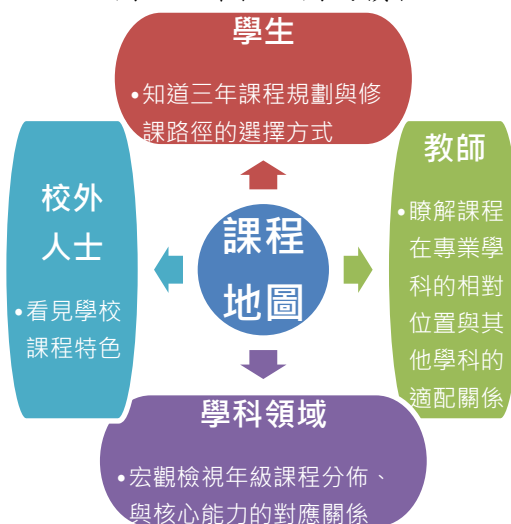 學生
•知道三年課程規劃與修
課路徑的選擇方式
校外
人士
•看見學校
課程特色
課程
地圖
教師
•瞭解課程
在專業學
科的相對
位置與其
他學科的
適配關係
學科領域
•宏觀檢視年級課程分佈、
與核心能力的對應關係